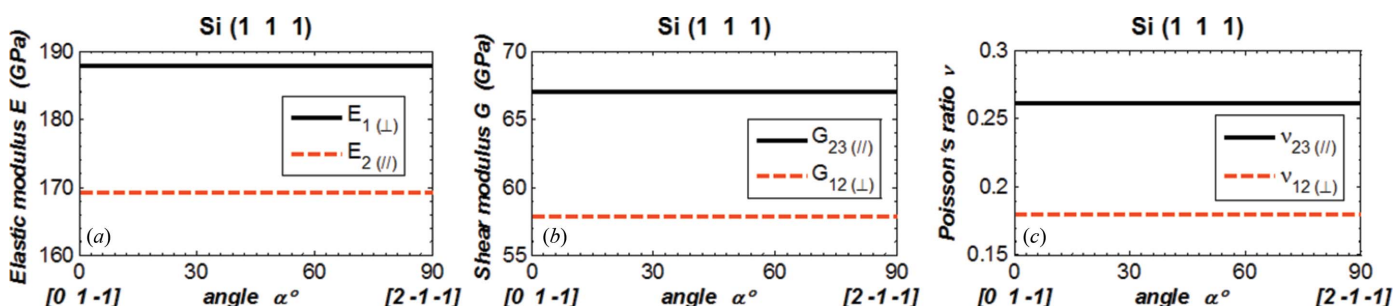 Si (1 1 1)
Elastic modulus E (GPa)
190
180
170
160
E1 (⊥)
E2 (//)
(a)
0 30 60 90
[0 1 -1] angle α° [2 -1 -1]
Si (1 1 1)
Shear modulus G (GPa)
70
65
60
55
G23 (//)
G12 (⊥)
(b)
0 30 60 90
[0 1 -1] angle α° [2 -1 -1]
Si (1 1 1)
Poisson's ratio ν
0.3
0.25
0.2
0.15
ν23 (//)
ν12 (⊥)
(c)
0 30 60 90
[0 1 -1] angle α° [2 -1 -1]